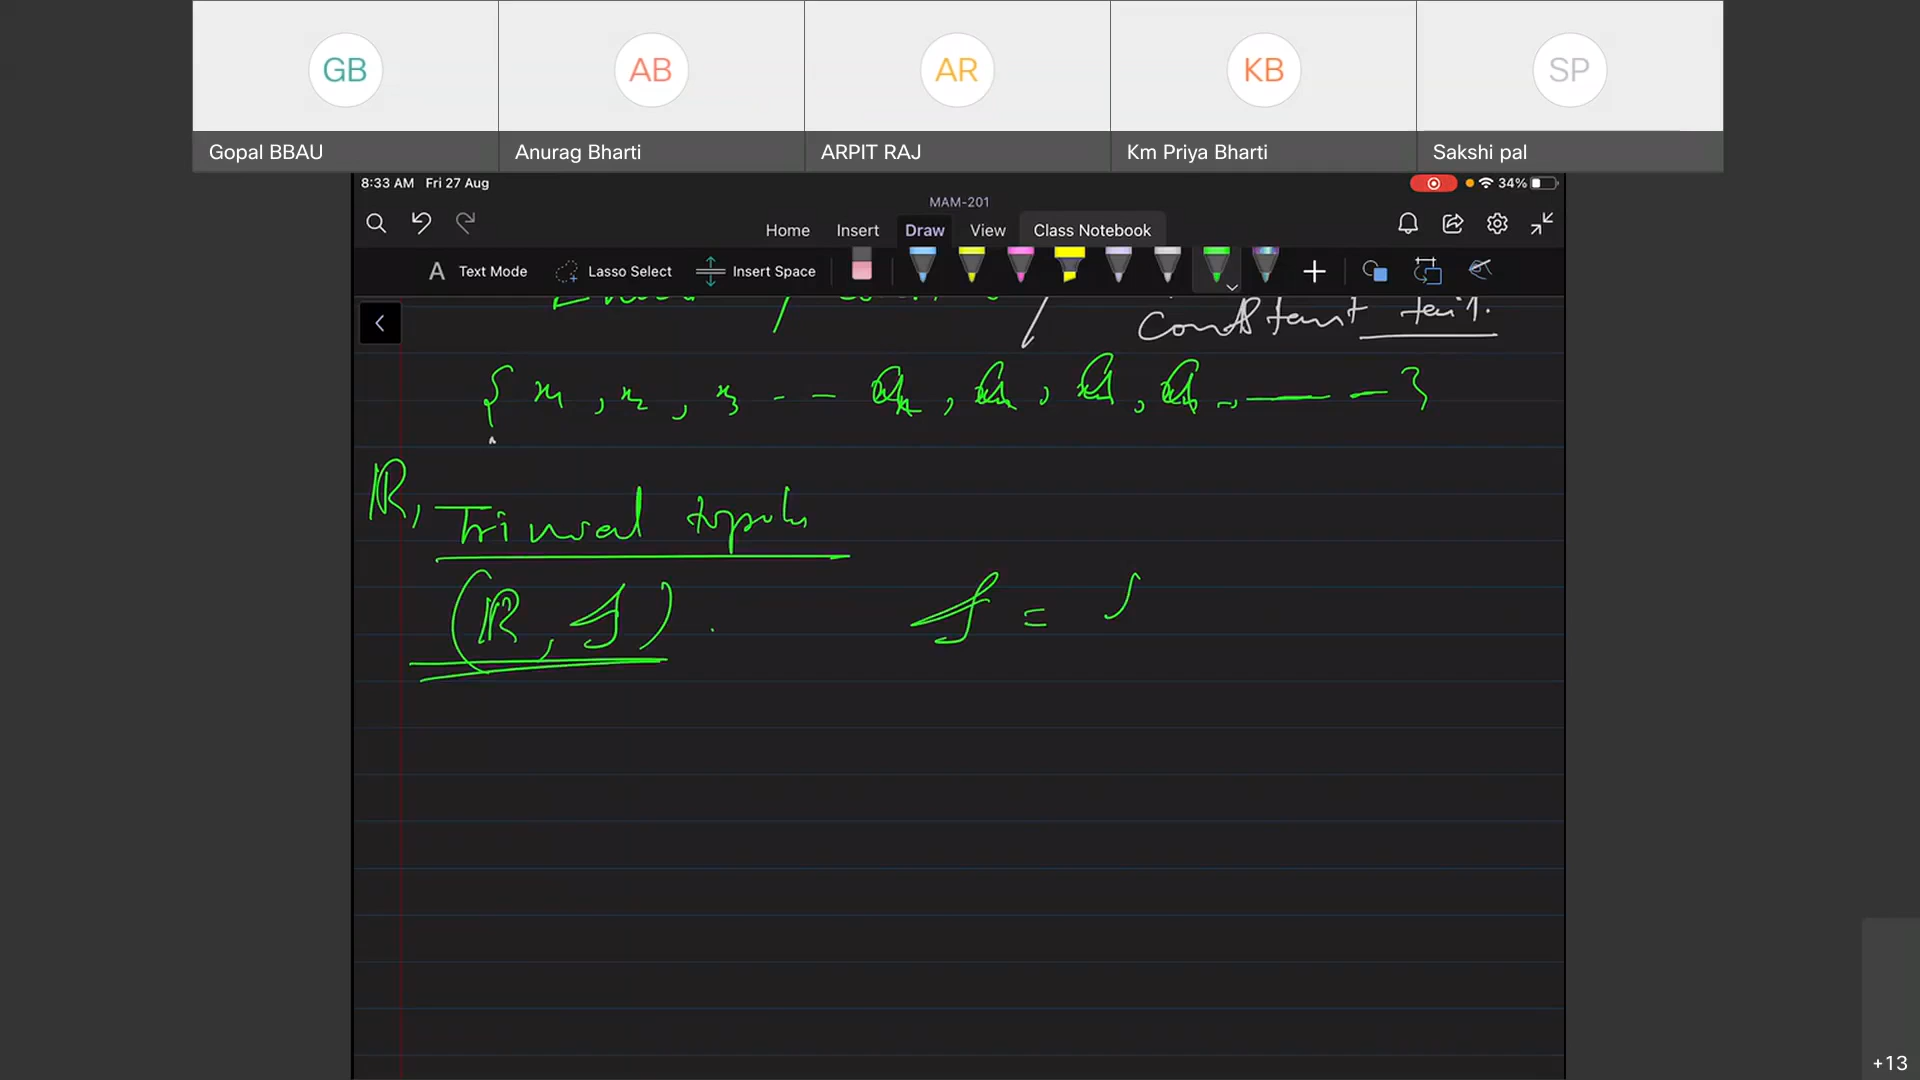 GB AB AR KB SP
Gopal BBAU Anurag Bharti ARPIT RAJ Km Priya Bharti Sakshi pal
8:33 AM Fri 27 Aug 34%
MAM-201
Home Insert Draw View Class Notebook
A Text Mode Lasso Select Insert Space
constant tail.
{ x₁, x₂, x₃ - -
ℝ, Trivial topolo
(ℝ, 𝒥). 𝒥 =
+13